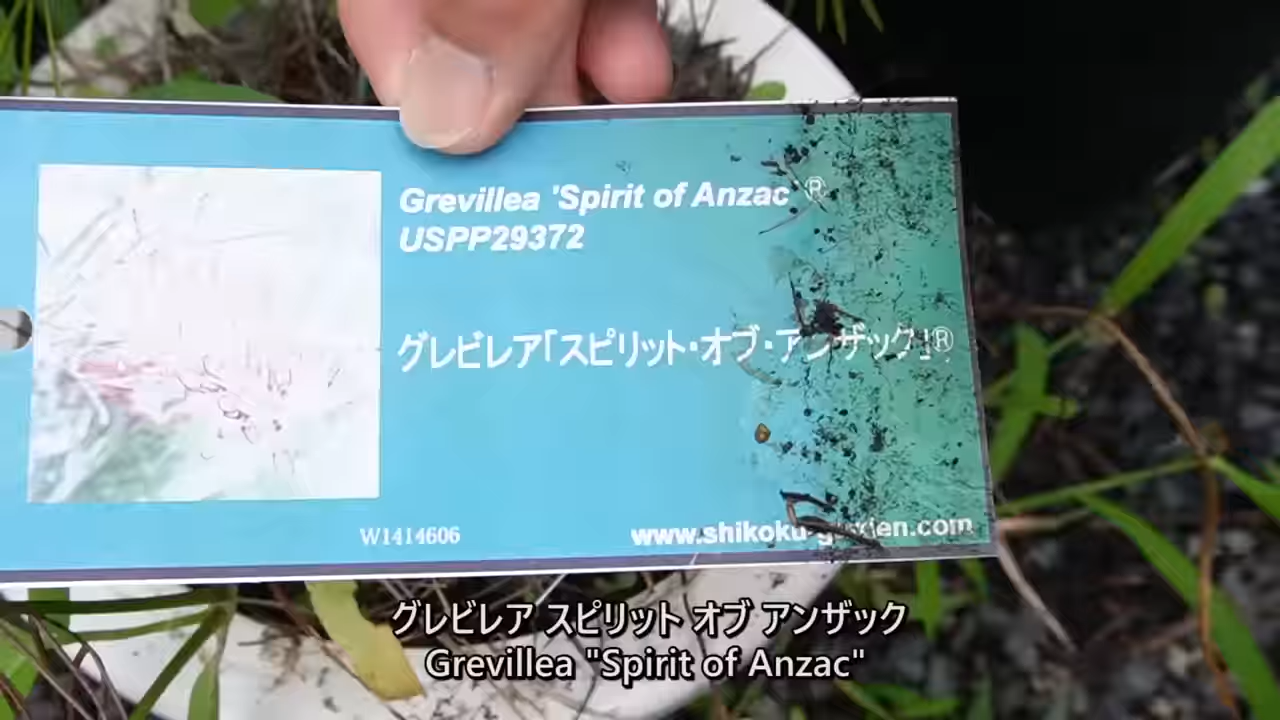 Grevillea 'Spirit of Anzac' ®
USPP29372
グレビレア「スピリット・オブ・アンザック」®
W1414606
www.shikoku-garden.com
グレビレア スピリット オブ アンザック
Grevillea "Spirit of Anzac"